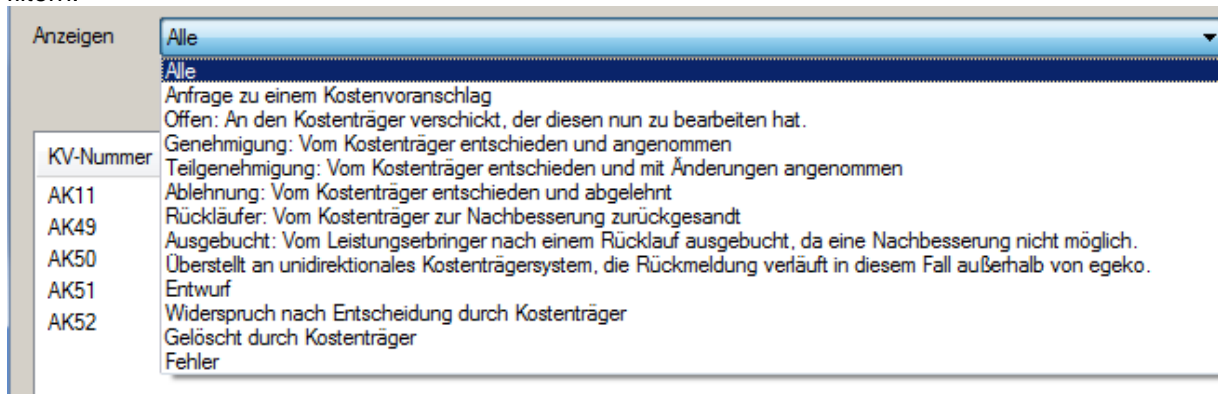 Anzeigen
Alle
Alle
Anfrage zu einem Kostenvoranschlag
Offen: An den Kostenträger verschickt, der diesen nun zu bearbeiten hat.
Genehmigung: Vom Kostenträger entschieden und angenommen
Teilgenehmigung: Vom Kostenträger entschieden und mit Änderungen angenommen
Ablehnung: Vom Kostenträger entschieden und abgelehnt
Rückläufer: Vom Kostenträger zur Nachbesserung zurückgesandt
Ausgebucht: Vom Leistungserbringer nach einem Rücklauf ausgebucht, da eine Nachbesserung nicht möglich.
Überstellt an unidirektionales Kostenträgersystem, die Rückmeldung verläuft in diesem Fall außerhalb von egeko.
Entwurf
Widerspruch nach Entscheidung durch Kostenträger
Gelöscht durch Kostenträger
Fehler
KV-Nummer
AK11
AK49
AK50
AK51
AK52